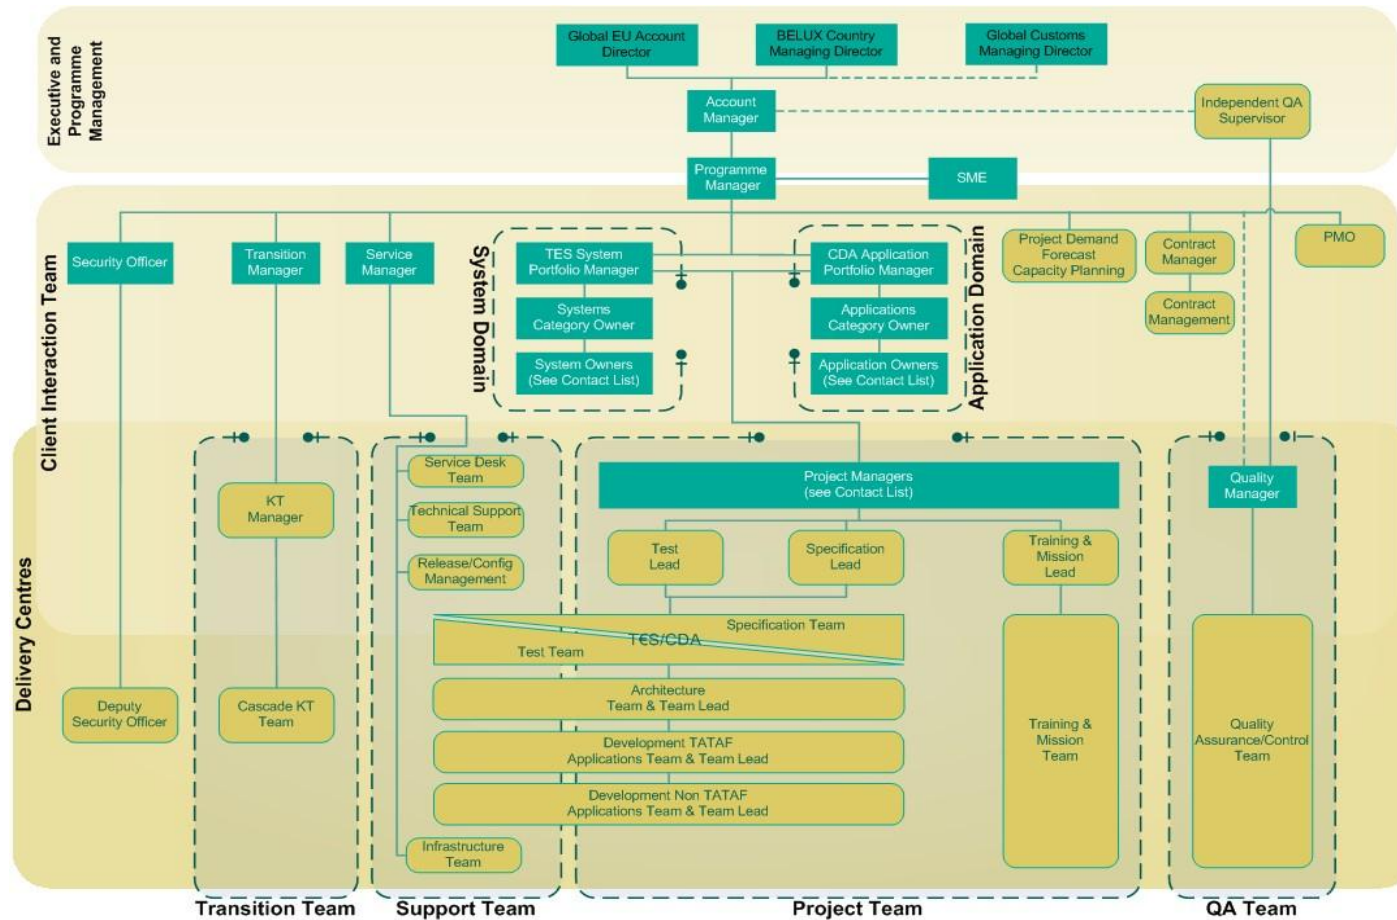 Executive and
Programme
Management
Global EU Account
Director
BELUX Country
Managing Director
Global Customs
Managing Director
Account
Manager
Independent QA
Supervisor
Programme
Manager
SME
Client Interaction Team
Security Officer
Transition
Manager
Service
Manager
System Domain
TES System
Portfolio Manager
Systems
Category Owner
System Owners
(See Contact List)
CDA Application
Portfolio Manager
Applications
Category Owner
Application Owners
(See Contact List)
Application Domain
Project Demand
Forecast
Capacity Planning
Contract
Manager
Contract
Management
PMO
Delivery Centres
KT
Manager
Service Desk
Team
Technical Support
Team
Release/Config
Management
Project Managers
(see Contact List)
Quality
Manager
Test
Lead
Specification
Lead
Training &
Mission
Lead
Specification Team
T€S/CDA
Test Team
Deputy
Security Officer
Cascade KT
Team
Architecture
Team & Team Lead
Development TATAF
Applications Team & Team Lead
Development Non TATAF
Applications Team & Team Lead
Training &
Mission
Team
Quality
Assurance/Control
Team
Infrastructure
Team
Transition Team
Support Team
Project Team
QA Team